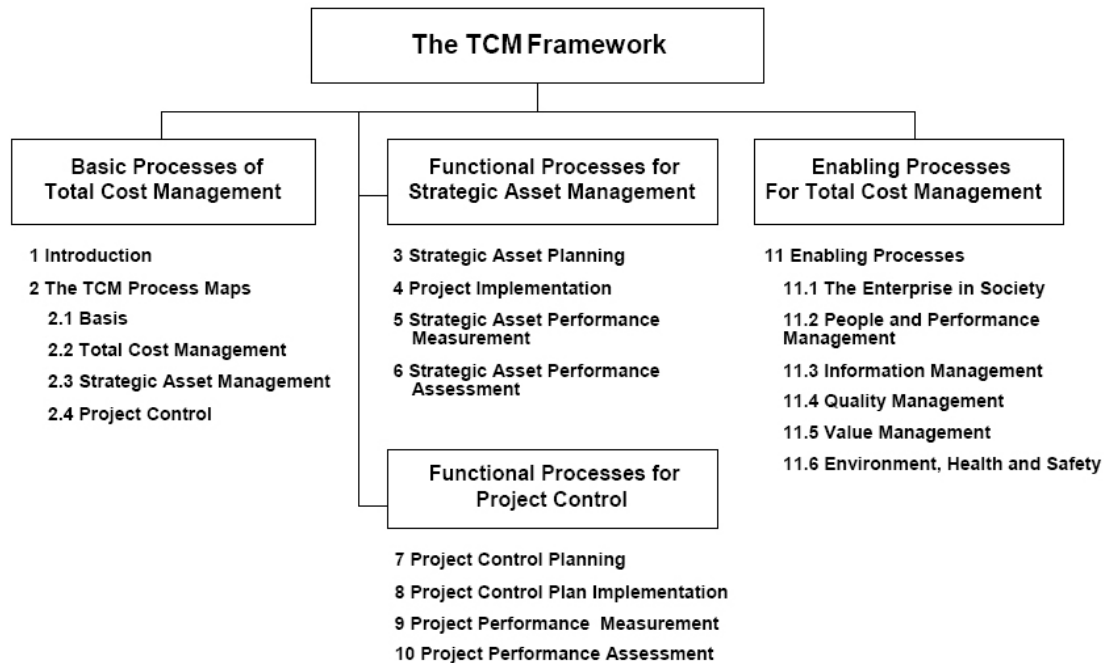 The TCM Framework
Basic Processes of
Total Cost Management
1 Introduction
2 The TCM Process Maps
2.1 Basis
2.2 Total Cost Management
2.3 Strategic Asset Management
2.4 Project Control
Functional Processes for
Strategic Asset Management
3 Strategic Asset Planning
4 Project Implementation
5 Strategic Asset Performance
Measurement
6 Strategic Asset Performance
Assessment
Functional Processes for
Project Control
7 Project Control Planning
8 Project Control Plan Implementation
9 Project Performance Measurement
10 Project Performance Assessment
Enabling Processes
For Total Cost Management
11 Enabling Processes
11.1 The Enterprise in Society
11.2 People and Performance
Management
11.3 Information Management
11.4 Quality Management
11.5 Value Management
11.6 Environment, Health and Safety